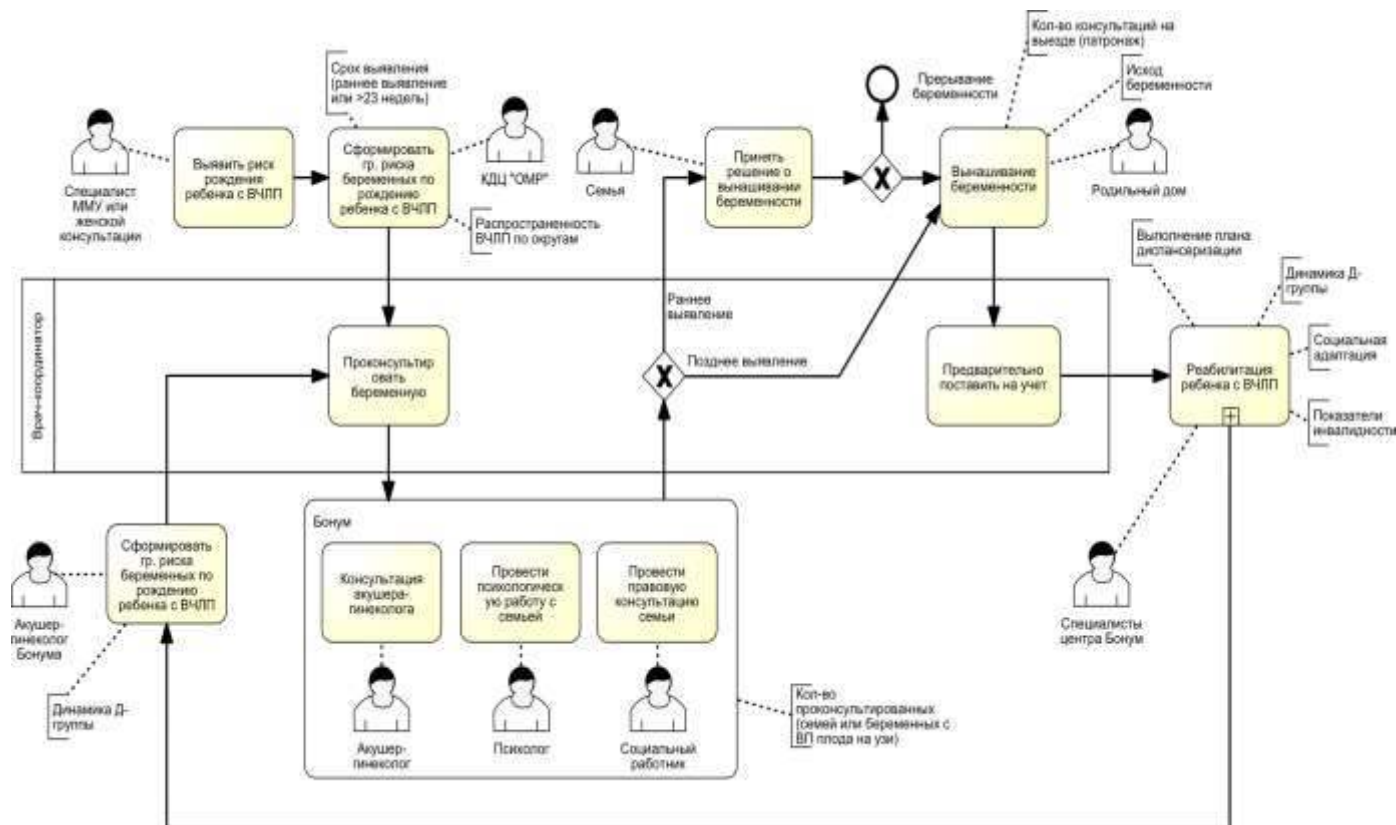 Кол-во консультаций на
выезде (патронаж)
Срок выявления
(раннее выявление
или >23 недель)
Прерывание
беременности
Исход
беременности
Выявить риск
рождения
ребенка с ВЧЛП
Сформировать
гр. риска
беременных по
рождению
ребенка с ВЧЛП
Принять
решение о
вынашивании
беременности
Вынашивание
беременности
Специалист
ММУ или
женской
консультации
КДЦ "ОМР"
Семья
Родильный дом
Распространенность
ВЧЛП по округам
Выполнение плана
диспансеризации
Динамика Д-
группы
Врач-координатор
Раннее
выявление
Социальная
адаптация
Проконсультир
овать
беременную
Позднее выявление
Предварительно
поставить на учет
Реабилитация
ребенка с ВЧЛП
Показатели
инвалидности
Бонум
Сформировать
гр. риска
беременных по
рождению
ребенка с ВЧЛП
Консультация
акушера-
гинеколога
Провести
психологическ
ую работу с
семьей
Провести
правовую
консультацию
семьи
Акушер-
гинеколог
Бонума
Специалисты
центра Бонум
Динамика Д-
группы
Кол-во
проконсультированных
(семей или беременных с
ВП плода на узи)
Акушер-
гинеколог
Психолог
Социальный
работник